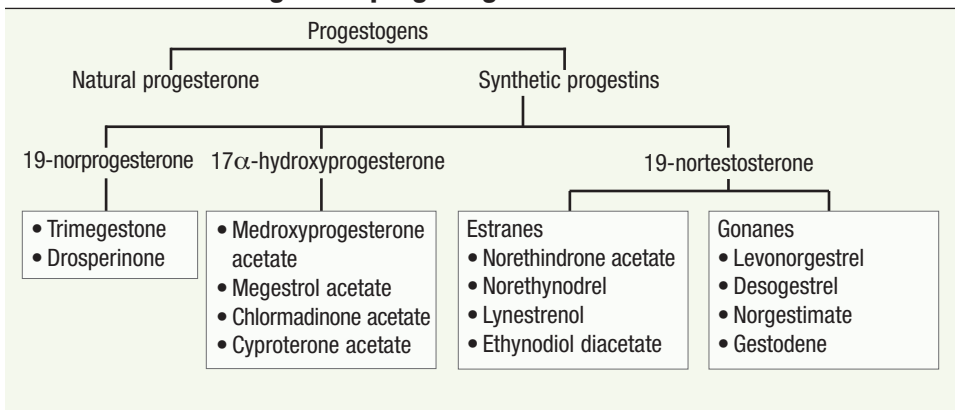 Progestogens
Natural progesterone
Synthetic progestins
19-norprogesterone
17α-hydroxyprogesterone
19-nortestosterone
• Trimegestone
• Drosperinone
• Medroxyprogesterone
acetate
• Megestrol acetate
• Chlormadinone acetate
• Cyproterone acetate
Estranes
• Norethindrone acetate
• Norethynodrel
• Lynestrenol
• Ethynodiol diacetate
Gonanes
• Levonorgestrel
• Desogestrel
• Norgestimate
• Gestodene